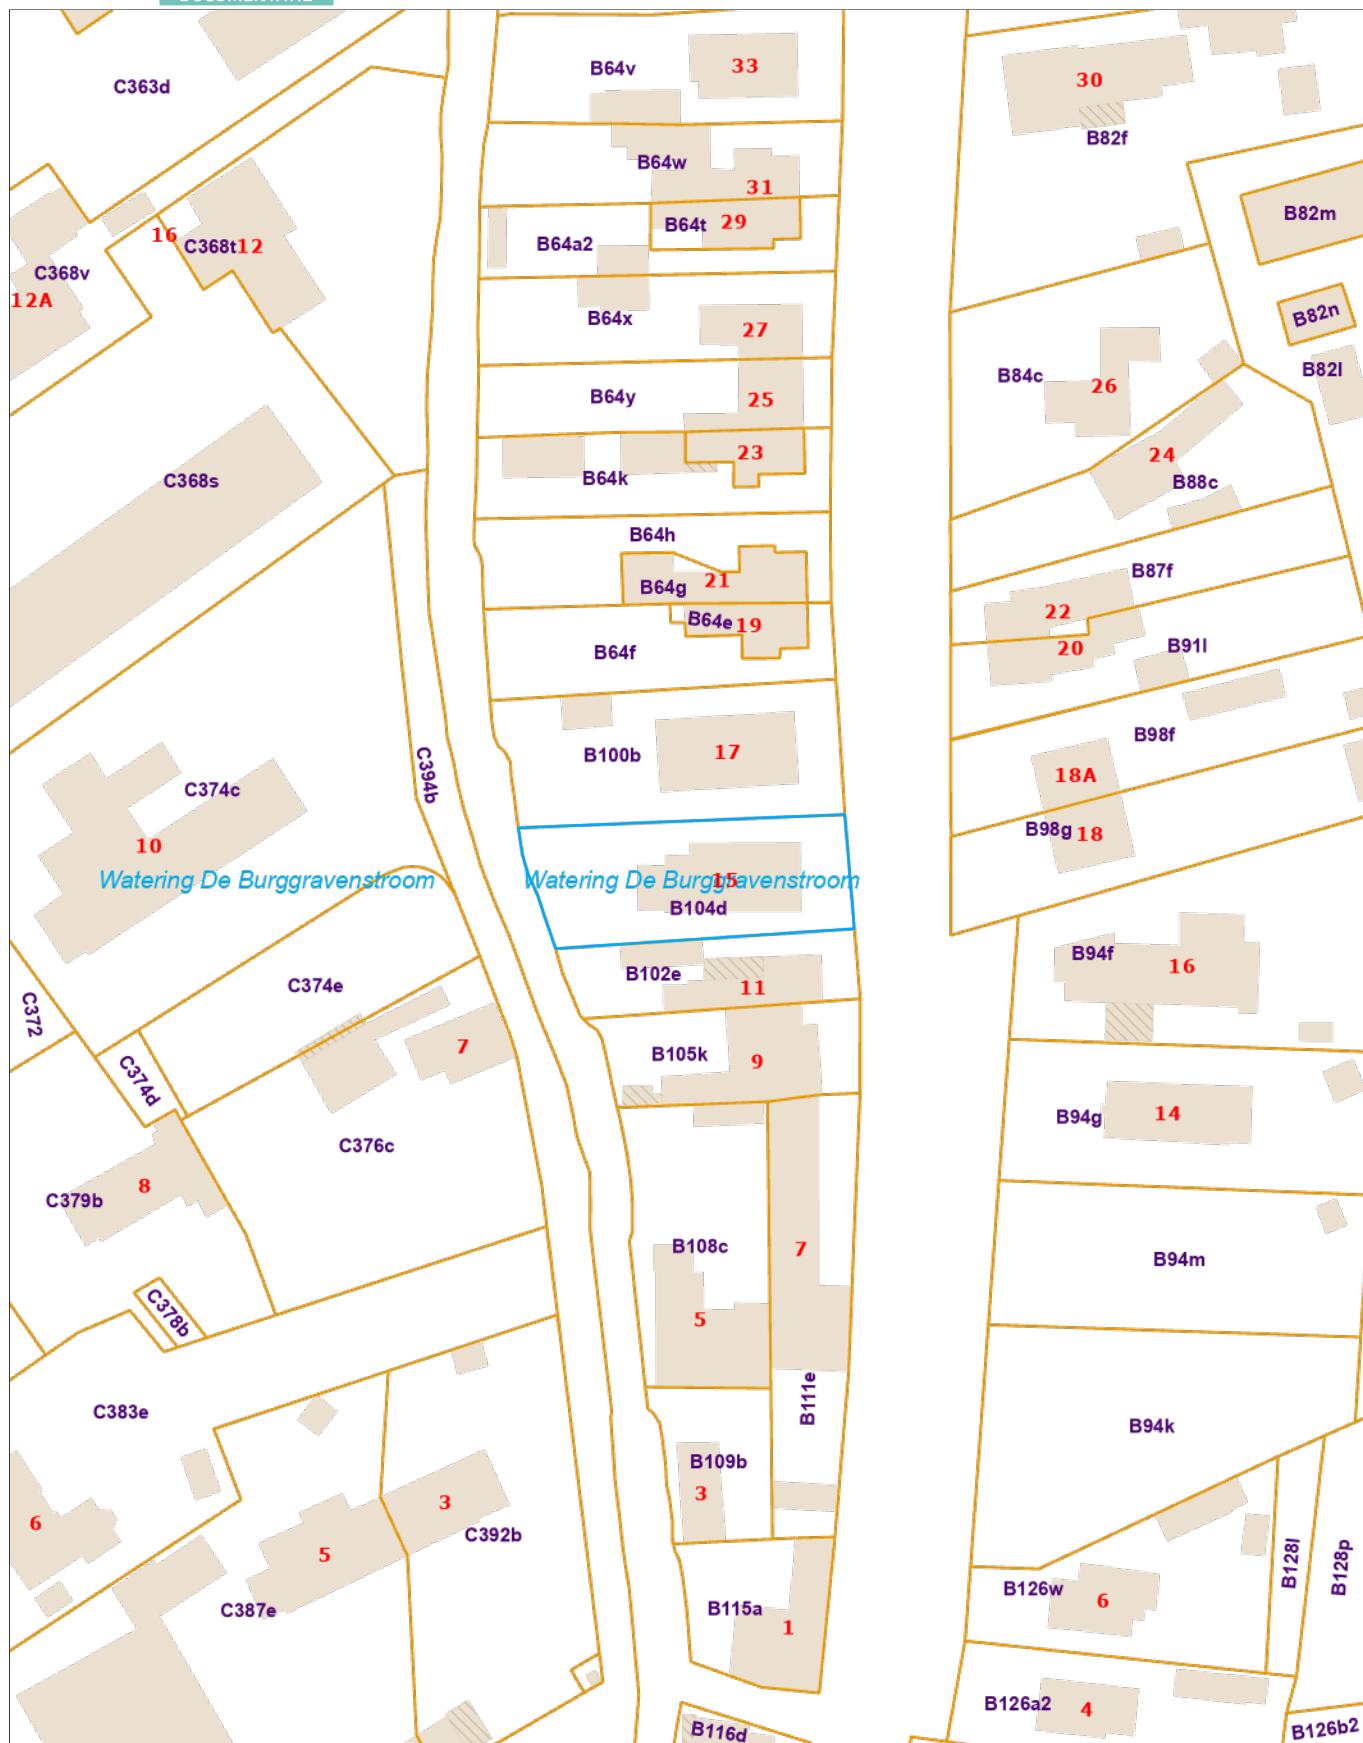 B64v
33
C363d
30
B82f
B64w
31
B82m
B64t
29
16
C368t
12
B64a2
C368v
12A
B64x
27
B82n
B84c
26
B82l
B64y
25
23
24
B64k
C368s
B88c
B64h
B87f
B64g
21
22
B64e
19
20
B91l
B64f
B98f
17
B100b
C394b
18A
C374c
B98g
18
10
Watering De Burggravenstroom
Watering De Burggravenstroom
15
B104d
B94f
16
B102e
C374e
11
C372
7
B105k
9
C374d
B94g
14
C376c
8
C379b
B108c
7
B94m
C378b
5
B111e
C383e
B94k
B109b
3
3
6
C392b
5
B128l
B128p
B126w
6
C387e
B115a
1
B126a2
4
B116d
B126b2